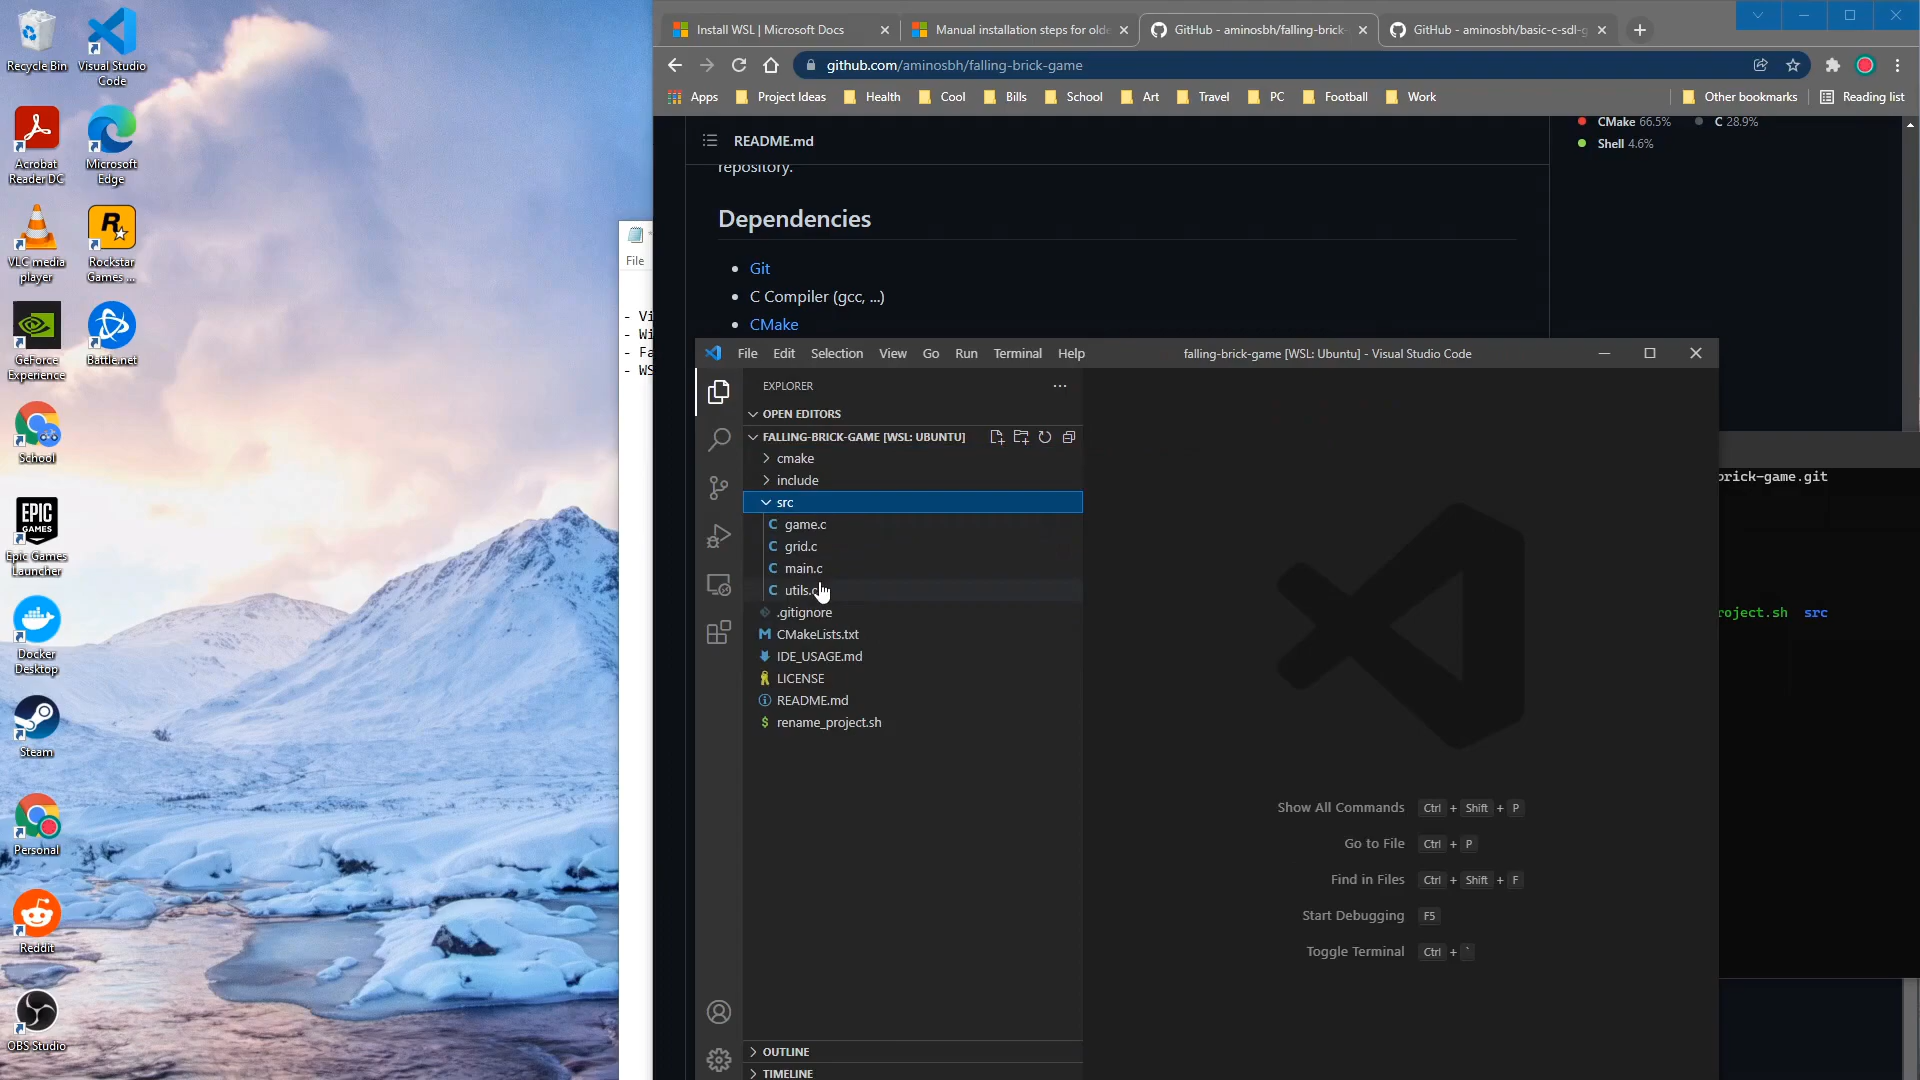 Recycle Bin
Visual Studio
Code
Acrobat
Reader DC
Microsoft
Edge
VLC media
player
Rockstar
Games ...
GeForce
Experience
Battle.net
School
EPIC
GAMES
Epic Games
Launcher
Docker
Desktop
Steam
Personal
Reddit
OBS Studio
File
- Vi
- Wi
- Fa
- WS
Install WSL | Microsoft Docs
Manual installation steps for olde
GitHub - aminosbh/falling-brick-
GitHub - aminosbh/basic-c-sdl-g
github.com/aminosbh/falling-brick-game
Apps
Project Ideas
Health
Cool
Bills
School
Art
Travel
PC
Football
Work
Other bookmarks
Reading list
README.md
CMake 66.5%
C 28.9%
Shell 4.6%
repository.
Dependencies
Git
C Compiler (gcc, ...)
CMake
File Edit Selection View Go Run Terminal Help
falling-brick-game [WSL: Ubuntu] - Visual Studio Code
EXPLORER
OPEN EDITORS
FALLING-BRICK-GAME [WSL: UBUNTU]
cmake
include
src
C game.c
C grid.c
C main.c
C utils.c
.gitignore
M CMakeLists.txt
IDE_USAGE.md
LICENSE
README.md
$ rename_project.sh
OUTLINE
TIMELINE
Show All Commands Ctrl + Shift + P
Go to File Ctrl + P
Find in Files Ctrl + Shift + F
Start Debugging F5
Toggle Terminal Ctrl + `
brick-game.git
roject.sh src